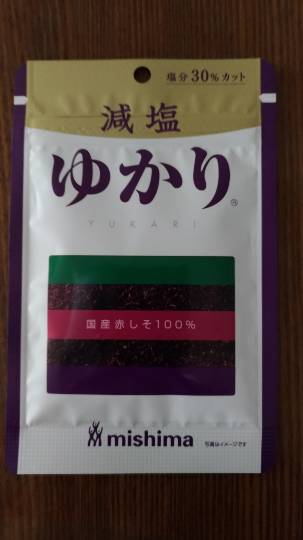 塩分30%カット
減塩
ゆかり®
YUKARI
国産赤しそ100%
mishima
写真はイメージです